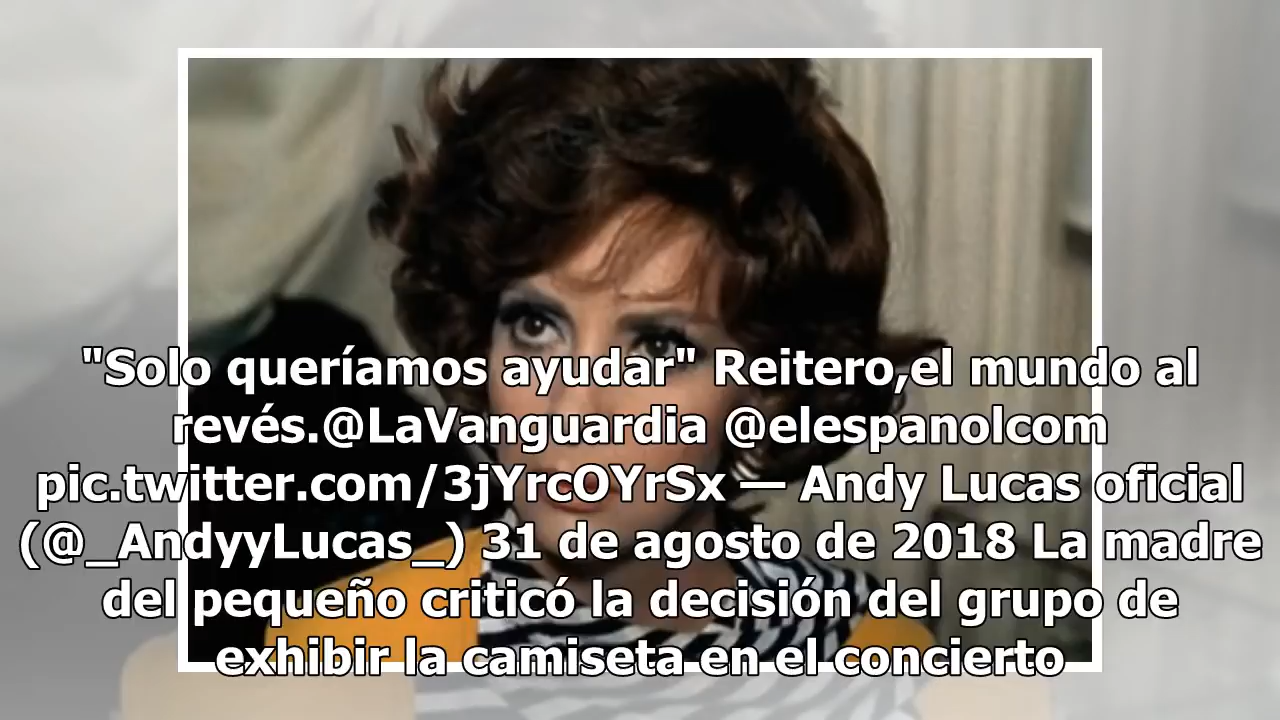 "Solo queríamos ayudar" Reitero,el mundo al
revés.@LaVanguardia @elespanolcom
pic.twitter.com/3jYrcOYrSx — Andy Lucas oficial
(@_AndyyLucas_) 31 de agosto de 2018 La madre
del pequeño criticó la decisión del grupo de
exhibir la camiseta en el concierto